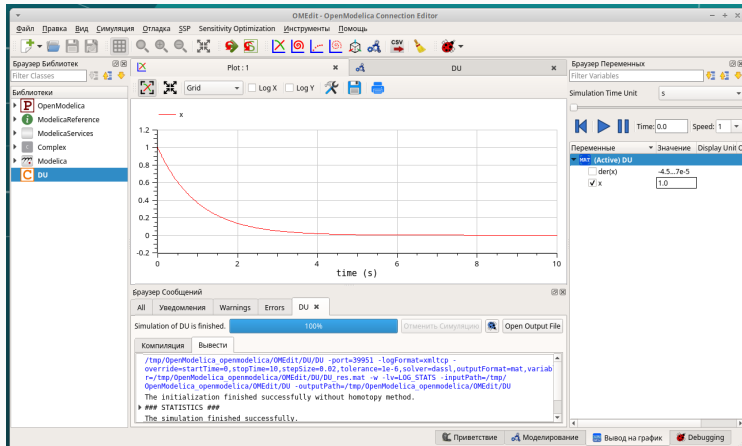 OMEdit - OpenModelica Connection Editor
Файл Правка Вид Симуляция Отладка SSP Sensitivity Optimization Инструменты Помощь
CSV
Браузер Библиотек
Filter Classes
Библиотеки
P OpenModelica
i ModelicaReference
ModelicaServices
Complex
Modelica
C DU
Plot : 1
DU
Grid
Log X
Log Y
x
1.2
1
0.8
0.6
0.4
0.2
0
-0.2
0 2 4 6 8 10
time (s)
Браузер Сообщений
All Уведомления Warnings Errors DU
Simulation of DU is finished. 100% Отменить Симуляцию Open Output File
Компиляция Вывести
/tmp/OpenModelica_openmodelica/OMEdit/DU/DU -port=39951 -logFormat=xmltcp -
override=startTime=0,stopTime=10,stepSize=0.02,tolerance=1e-6,solver=dassl,outputFormat=mat,variab
r=/tmp/OpenModelica_openmodelica/OMEdit/DU/DU_res.mat -w -lv=LOG_STATS -inputPath=/tmp/
OpenModelica_openmodelica/OMEdit/DU -outputPath=/tmp/OpenModelica_openmodelica/OMEdit/DU
The initialization finished successfully without homotopy method.
### STATISTICS ###
The simulation finished successfully.
Браузер Переменных
Filter Variables
Simulation Time Unit s
Time: 0.0 Speed: 1
Переменные Значение Display Unit
MAT (Active) DU
der(x) -4.5...7e-5
x 1.0
Приветствие Моделирование Вывод на график Debugging